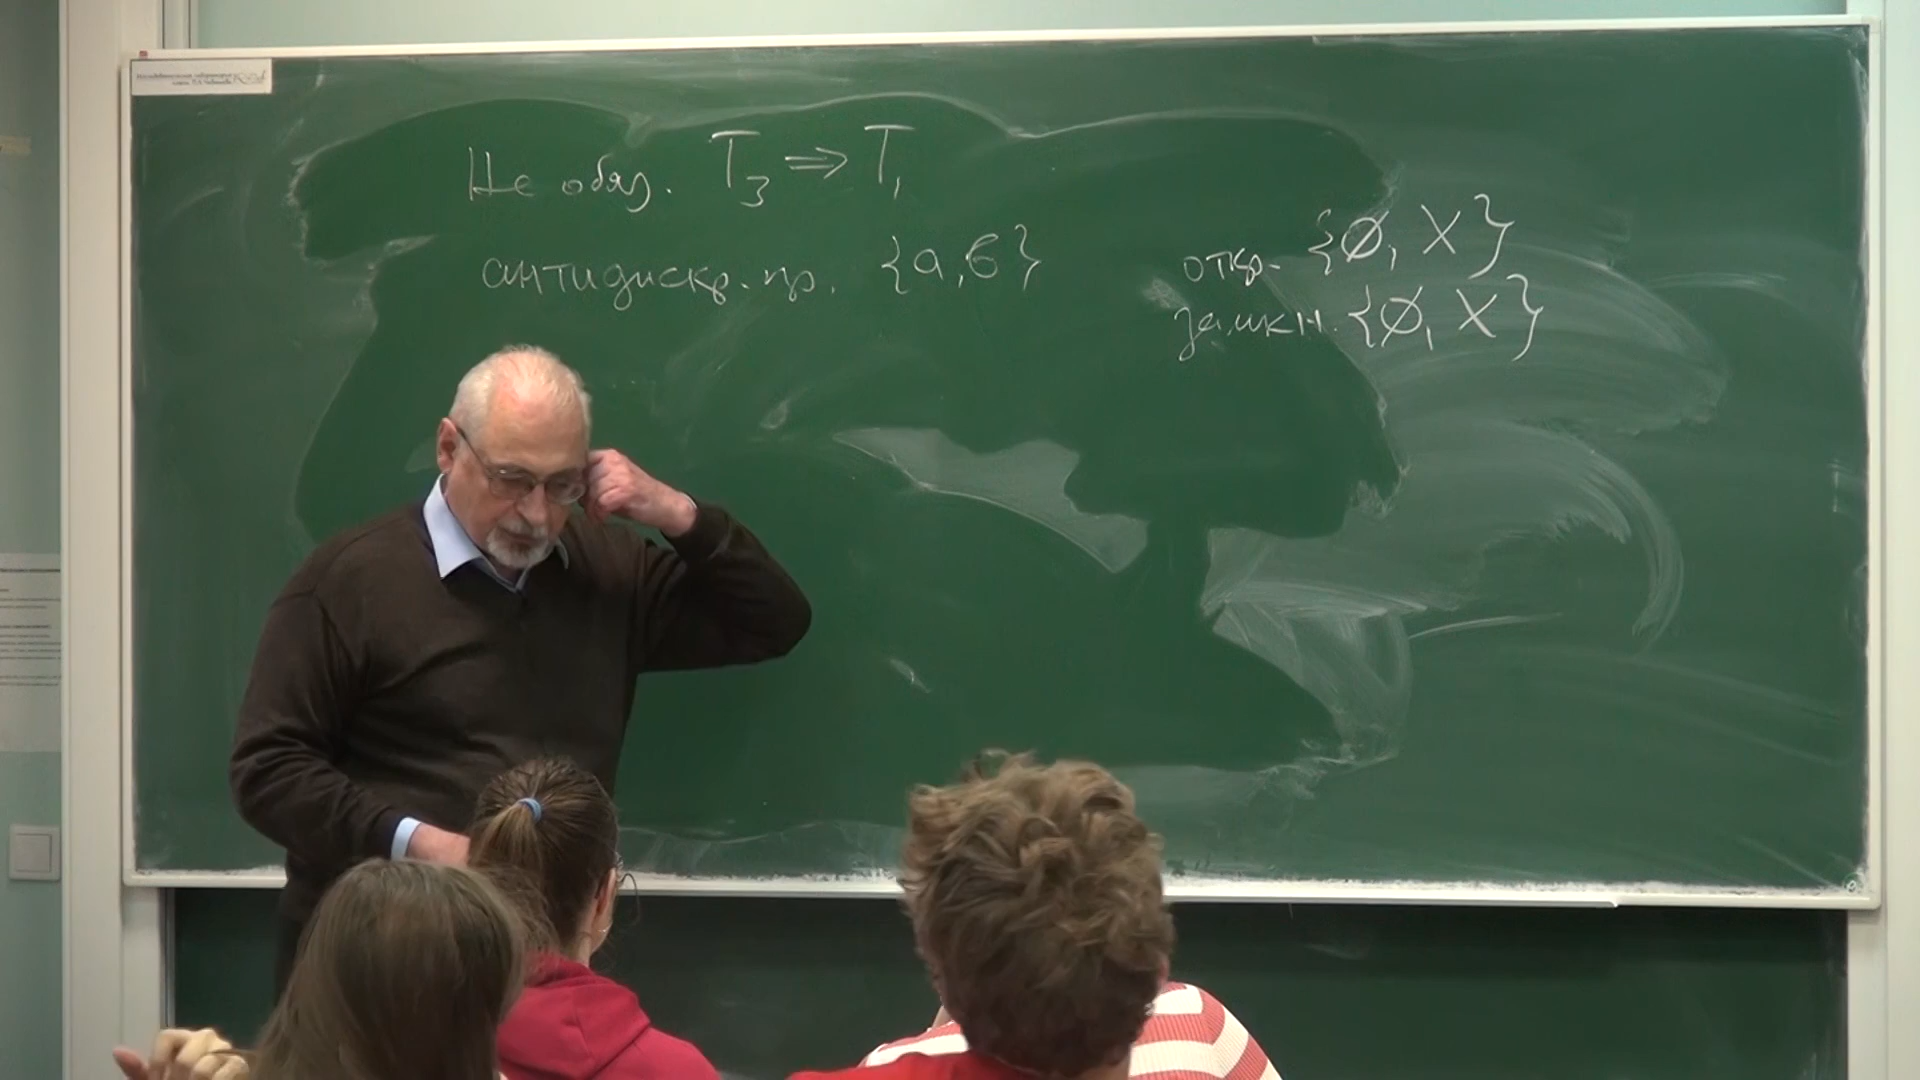 Не обяз. T₃ ⇒ T₁
антидискр. пр. {a, б}
откр. {∅, X}
замкн. {∅, X}